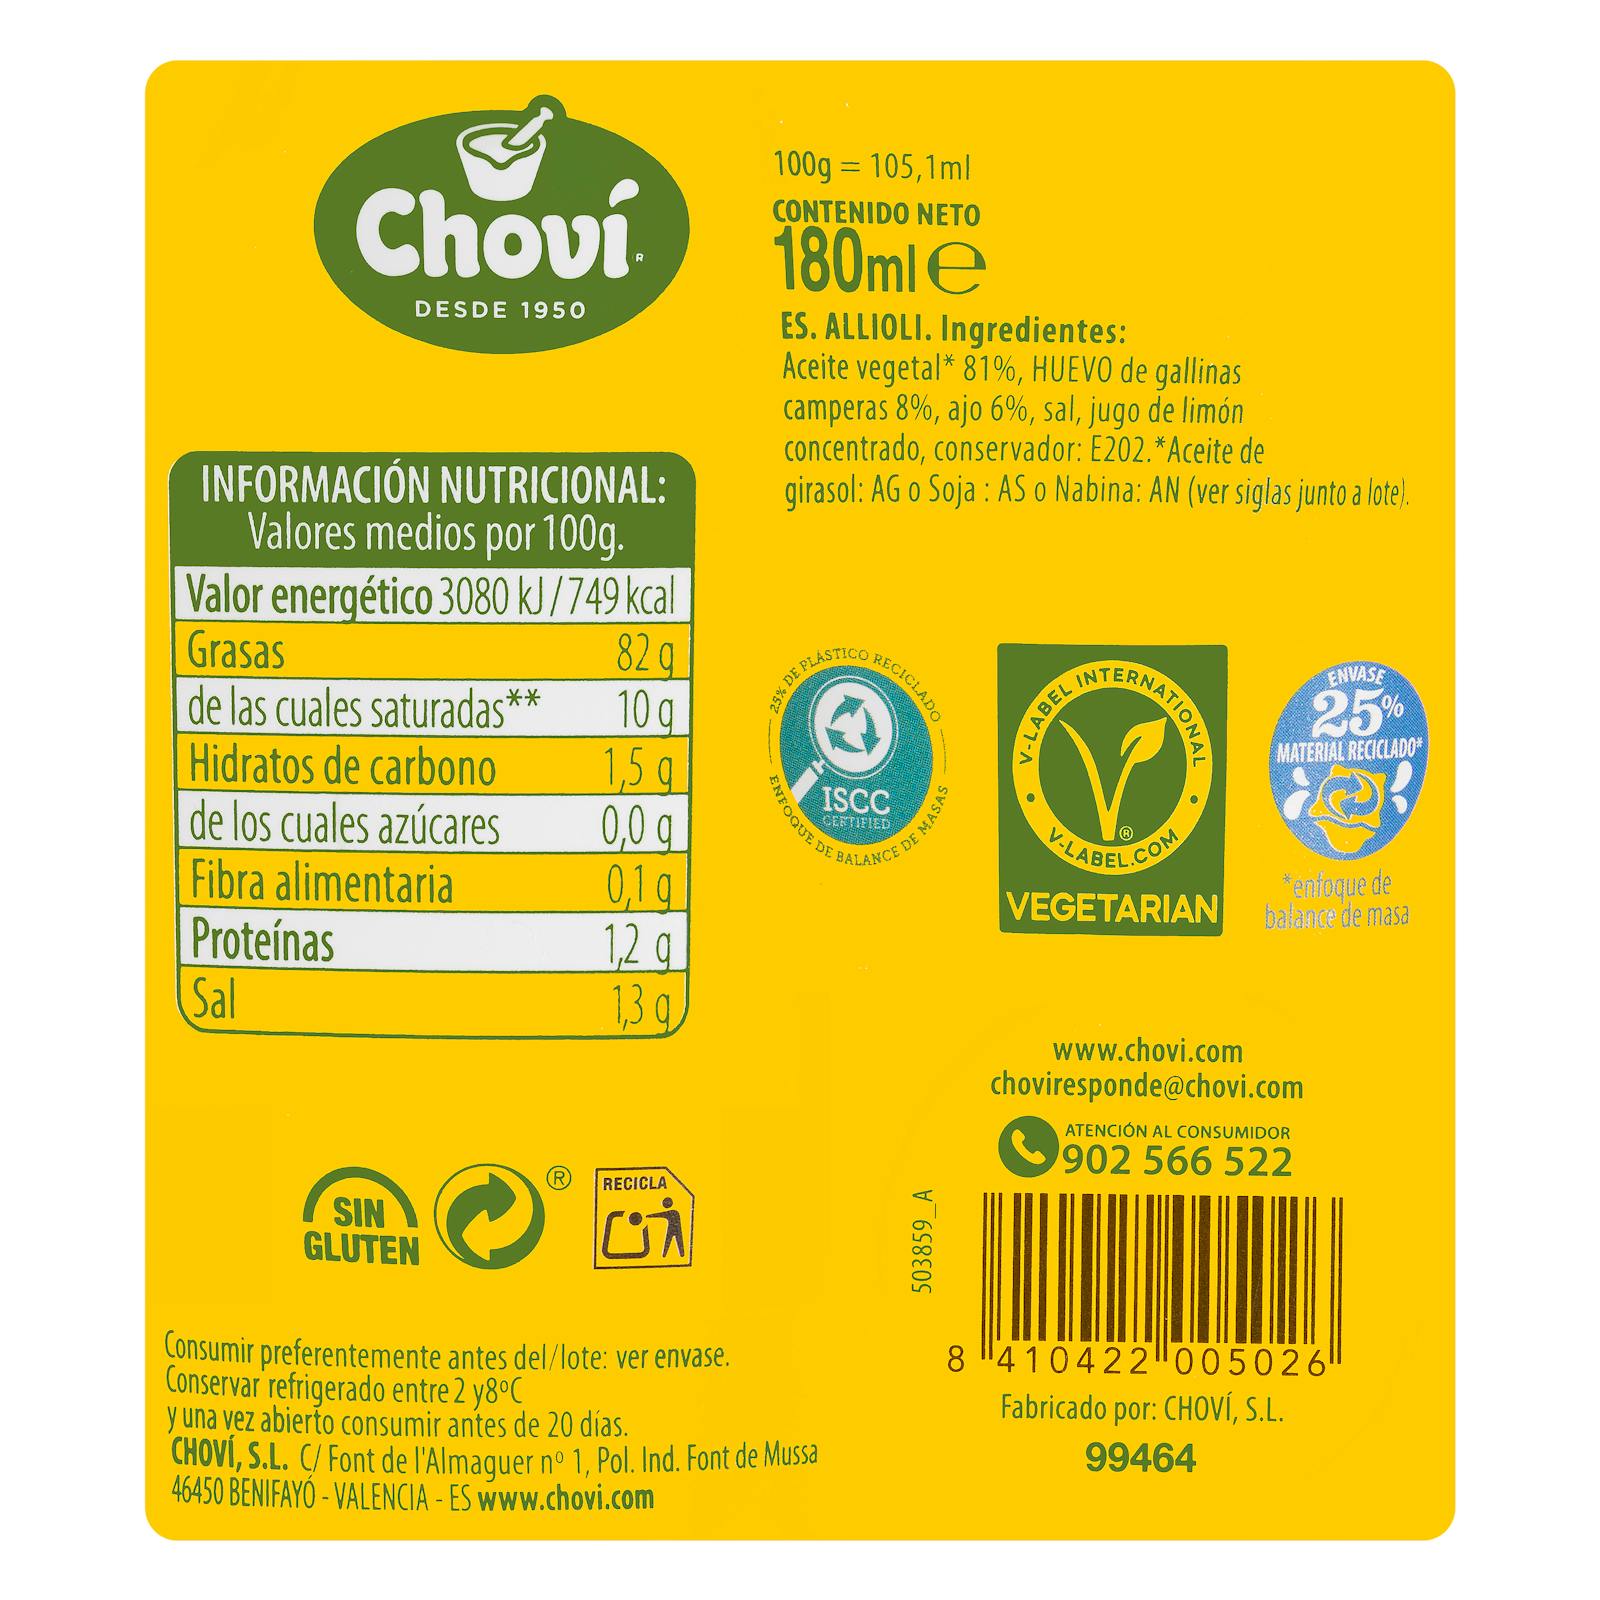 Choví
DESDE 1950
100g = 105,1ml
CONTENIDO NETO
180ml ℮
ES. ALLIOLI. Ingredientes:
Aceite vegetal* 81%, HUEVO de gallinas
camperas 8%, ajo 6%, sal, jugo de limón
concentrado, conservador: E202.*Aceite de
girasol: AG o Soja : AS o Nabina: AN (ver siglas junto a lote).
INFORMACIÓN NUTRICIONAL:
Valores medios por 100g.
Valor energético 3080 kJ / 749 kcal
Grasas 82 g
de las cuales saturadas** 10 g
Hidratos de carbono 1,5 g
de los cuales azúcares 0,0 g
Fibra alimentaria 0,1 g
Proteínas 1,2 g
Sal 1,3 g
25% DE PLÁSTICO RECICLADO
ISCC
CERTIFIED
ENFOQUE DE BALANCE DE MASAS
V-LABEL INTERNATIONAL
®
V-LABEL.COM
VEGETARIAN
ENVASE
25%
MATERIAL RECICLADO*
*enfoque de
balance de masa
www.chovi.com
choviresponde@chovi.com
ATENCIÓN AL CONSUMIDOR
902 566 522
SIN
GLUTEN
®
RECICLA
503859_A
8 410422 005026
Fabricado por: CHOVÍ, S.L.
99464
Consumir preferentemente antes del/lote: ver envase.
Conservar refrigerado entre 2 y8ºC
y una vez abierto consumir antes de 20 días.
CHOVÍ, S.L. C/ Font de l'Almaguer nº 1, Pol. Ind. Font de Mussa
46450 BENIFAYÓ - VALENCIA - ES www.chovi.com